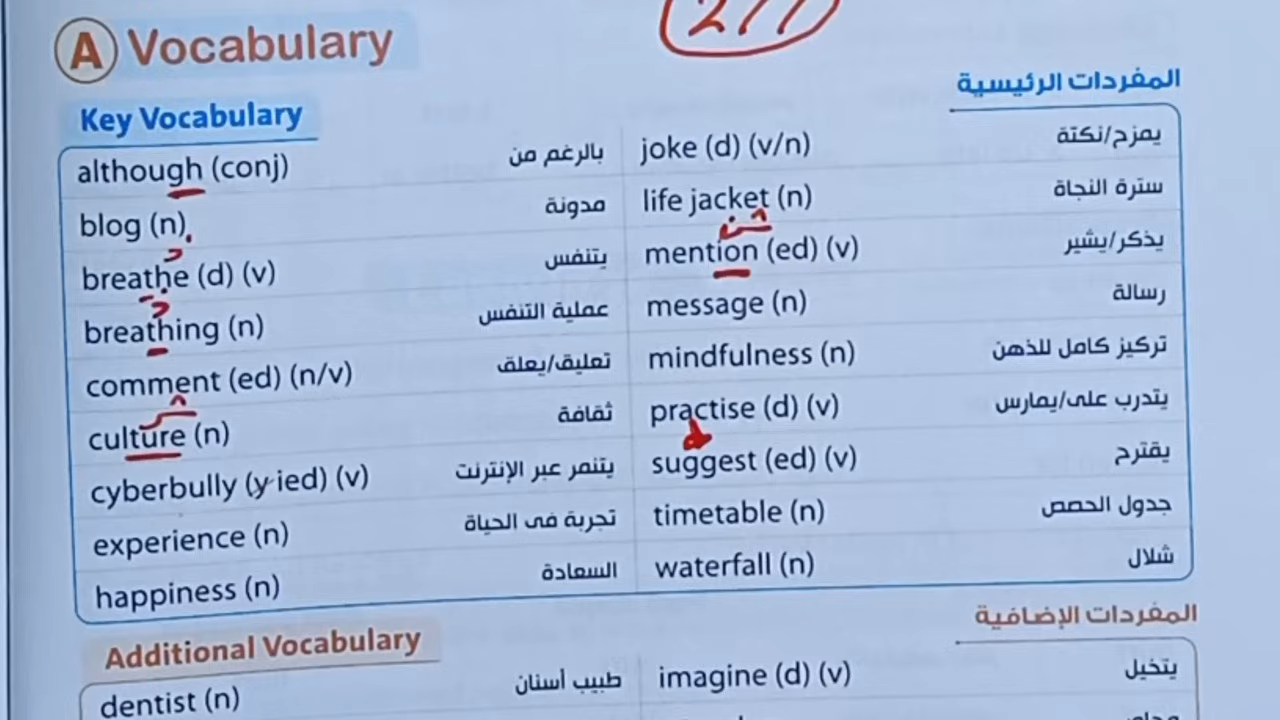 277
A Vocabulary
Key Vocabulary المفردات الرئيسية
although (conj) بالرغم من joke (d) (v/n) يمزح/نكتة
blog (n) مدونة life jacket (n) سترة النجاة
breathe (d) (v) يتنفس mention (ed) (v) يذكر/يشير
breathing (n) عملية التنفس message (n) رسالة
comment (ed) (n/v) تعليق/يعلق mindfulness (n) تركيز كامل للذهن
culture (n) ثقافة practise (d) (v) يتدرب على/يمارس
cyberbully (y ied) (v) يتنمر عبر الإنترنت suggest (ed) (v) يقترح
experience (n) تجربة فى الحياة timetable (n) جدول الحصص
happiness (n) السعادة waterfall (n) شلال
Additional Vocabulary المفردات الإضافية
dentist (n) طبيب أسنان imagine (d) (v) يتخيل